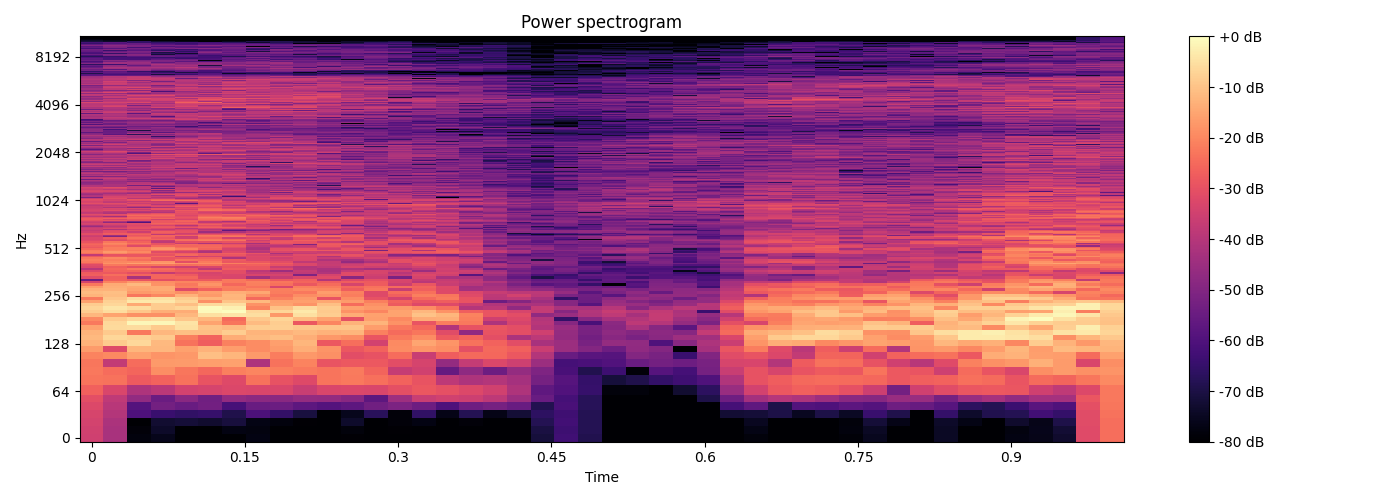 Power spectrogram
Hz
8192
4096
2048
1024
512
256
128
64
0
0 0.15 0.3 0.45 0.6 0.75 0.9
Time
+0 dB
-10 dB
-20 dB
-30 dB
-40 dB
-50 dB
-60 dB
-70 dB
-80 dB